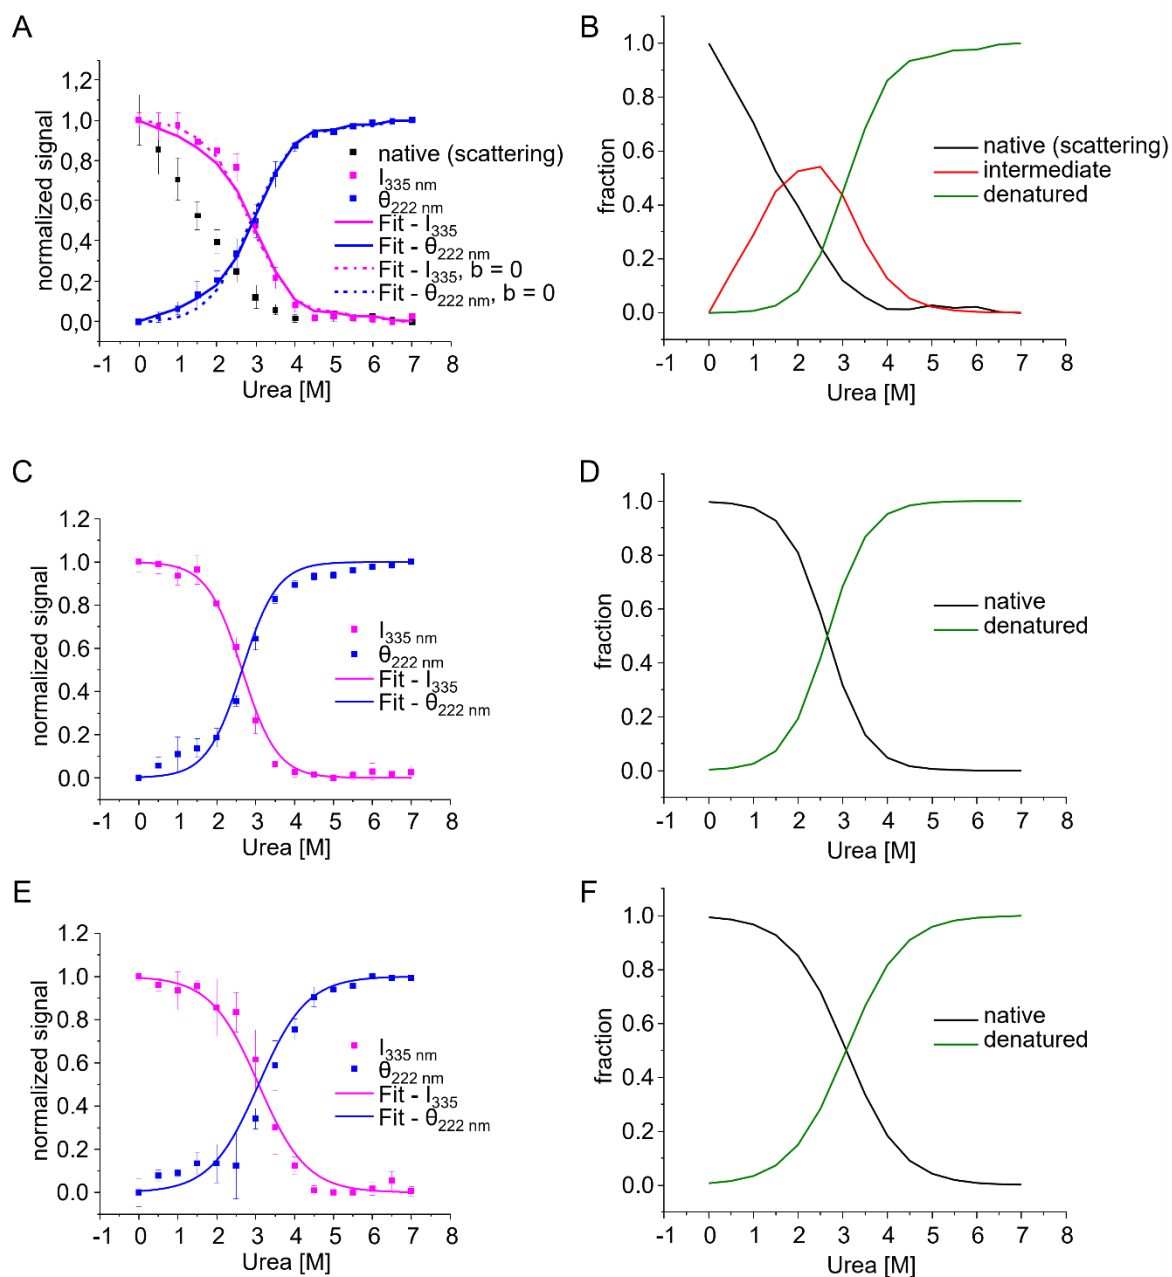 A
normalized signal
1,2
1,0
0,8
0,6
0,4
0,2
0,0
-1 0 1 2 3 4 5 6 7 8
Urea [M]
native (scattering)
I335 nm
θ222 nm
Fit - I335
Fit - θ222 nm
Fit - I335, b = 0
Fit - θ222 nm, b = 0
B
fraction
1.0
0.8
0.6
0.4
0.2
0.0
-1 0 1 2 3 4 5 6 7 8
Urea [M]
native (scattering)
intermediate
denatured
C
normalized signal
1.2
1.0
0.8
0.6
0.4
0.2
0.0
-1 0 1 2 3 4 5 6 7 8
Urea [M]
I335 nm
θ222 nm
Fit - I335
Fit - θ222 nm
D
fraction
1.0
0.8
0.6
0.4
0.2
0.0
-1 0 1 2 3 4 5 6 7 8
Urea [M]
native
denatured
E
normalized signal
1.2
1.0
0.8
0.6
0.4
0.2
0.0
-1 0 1 2 3 4 5 6 7 8
Urea [M]
I335 nm
θ222 nm
Fit - I335
Fit - θ222 nm
F
fraction
1.0
0.8
0.6
0.4
0.2
0.0
-1 0 1 2 3 4 5 6 7 8
Urea [M]
native
denatured